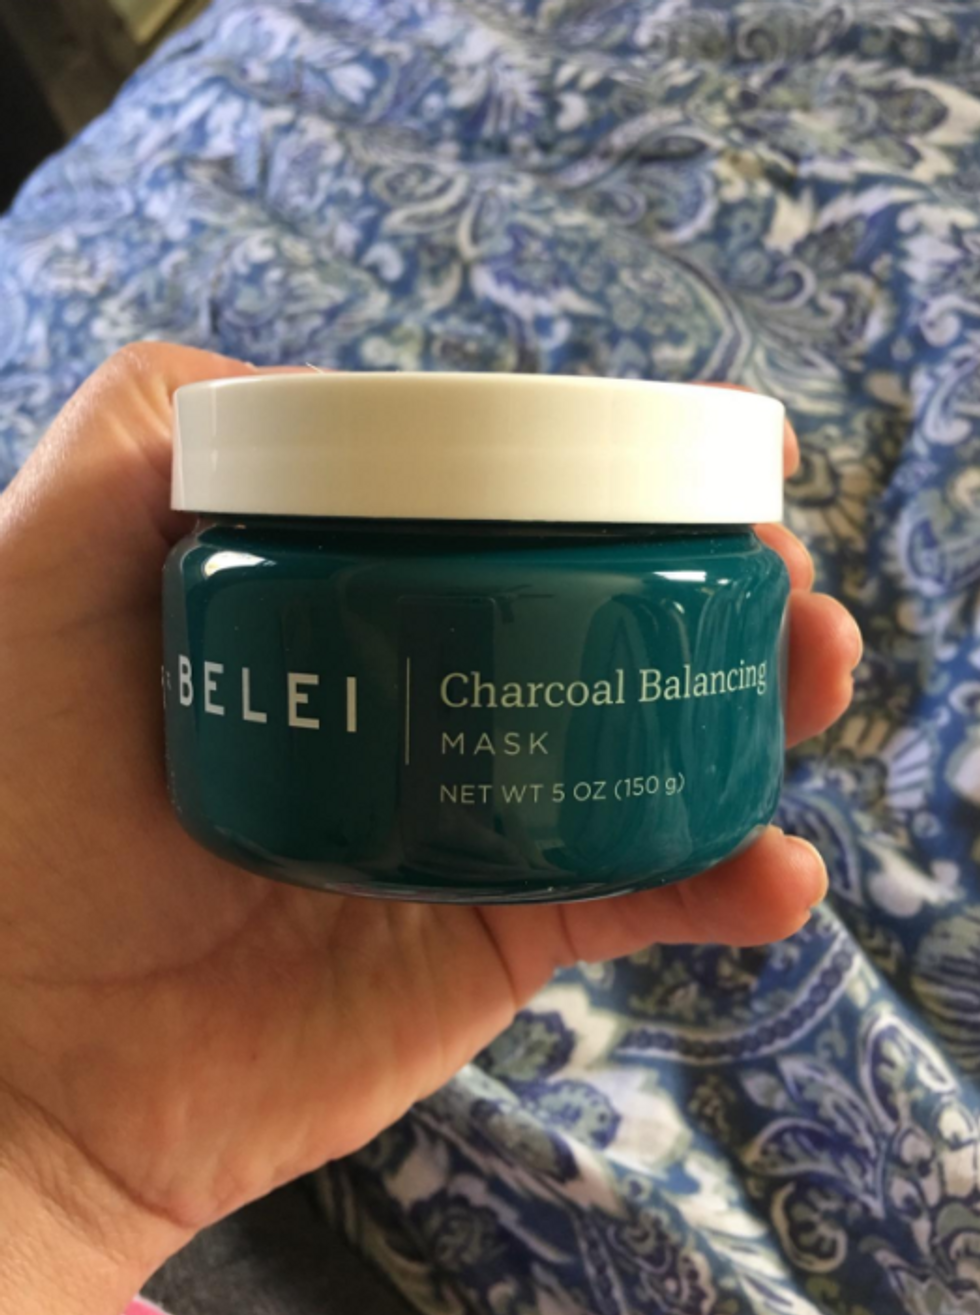 BELEI
Charcoal Balancing
MASK
NET WT 5 OZ (150 g)